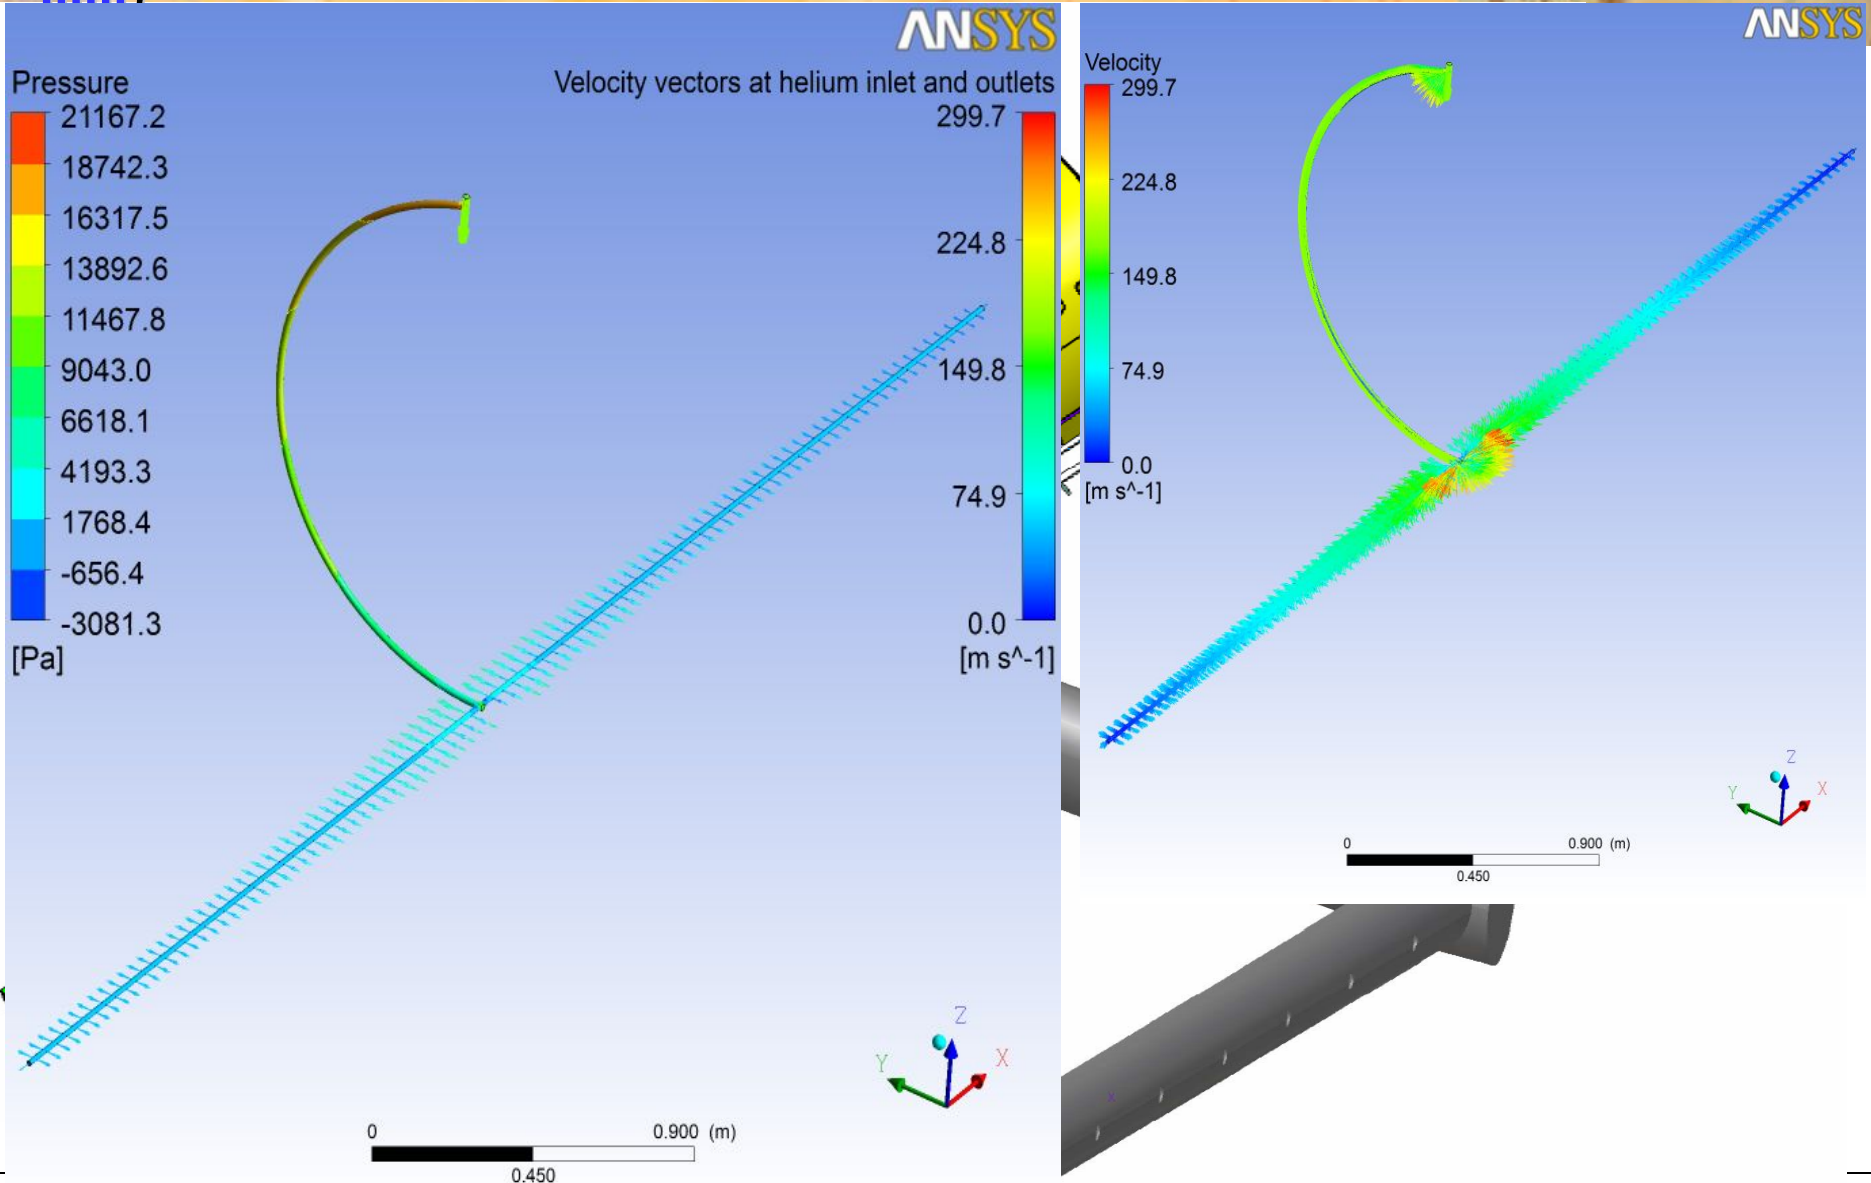 ANSYS
Pressure
Velocity vectors at helium inlet and outlets
21167.2
18742.3
16317.5
13892.6
11467.8
9043.0
6618.1
4193.3
1768.4
-656.4
-3081.3
[Pa]
299.7
224.8
149.8
74.9
0.0
[m s^-1]
Z
Y
X
0
0.900 (m)
0.450
ANSYS
Velocity
299.7
224.8
149.8
74.9
0.0
[m s^-1]
Z
Y
X
0
0.900 (m)
0.450
x